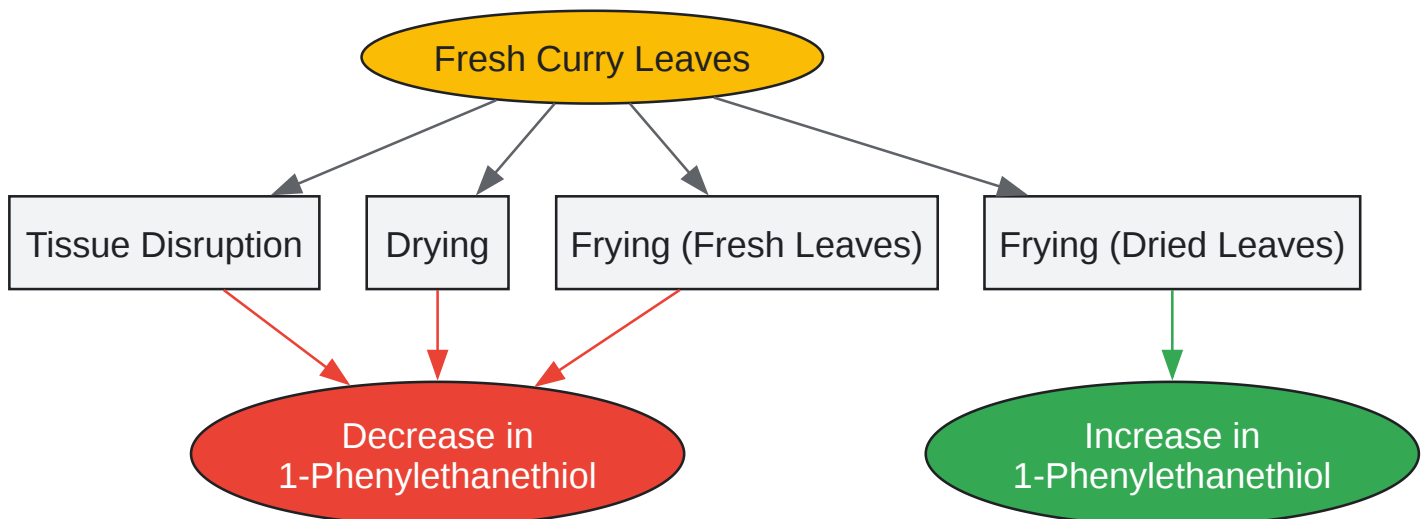 Fresh Curry Leaves
Tissue Disruption
Drying
Frying (Fresh Leaves)
Frying (Dried Leaves)
Decrease in
1-Phenylethanethiol
Increase in
1-Phenylethanethiol